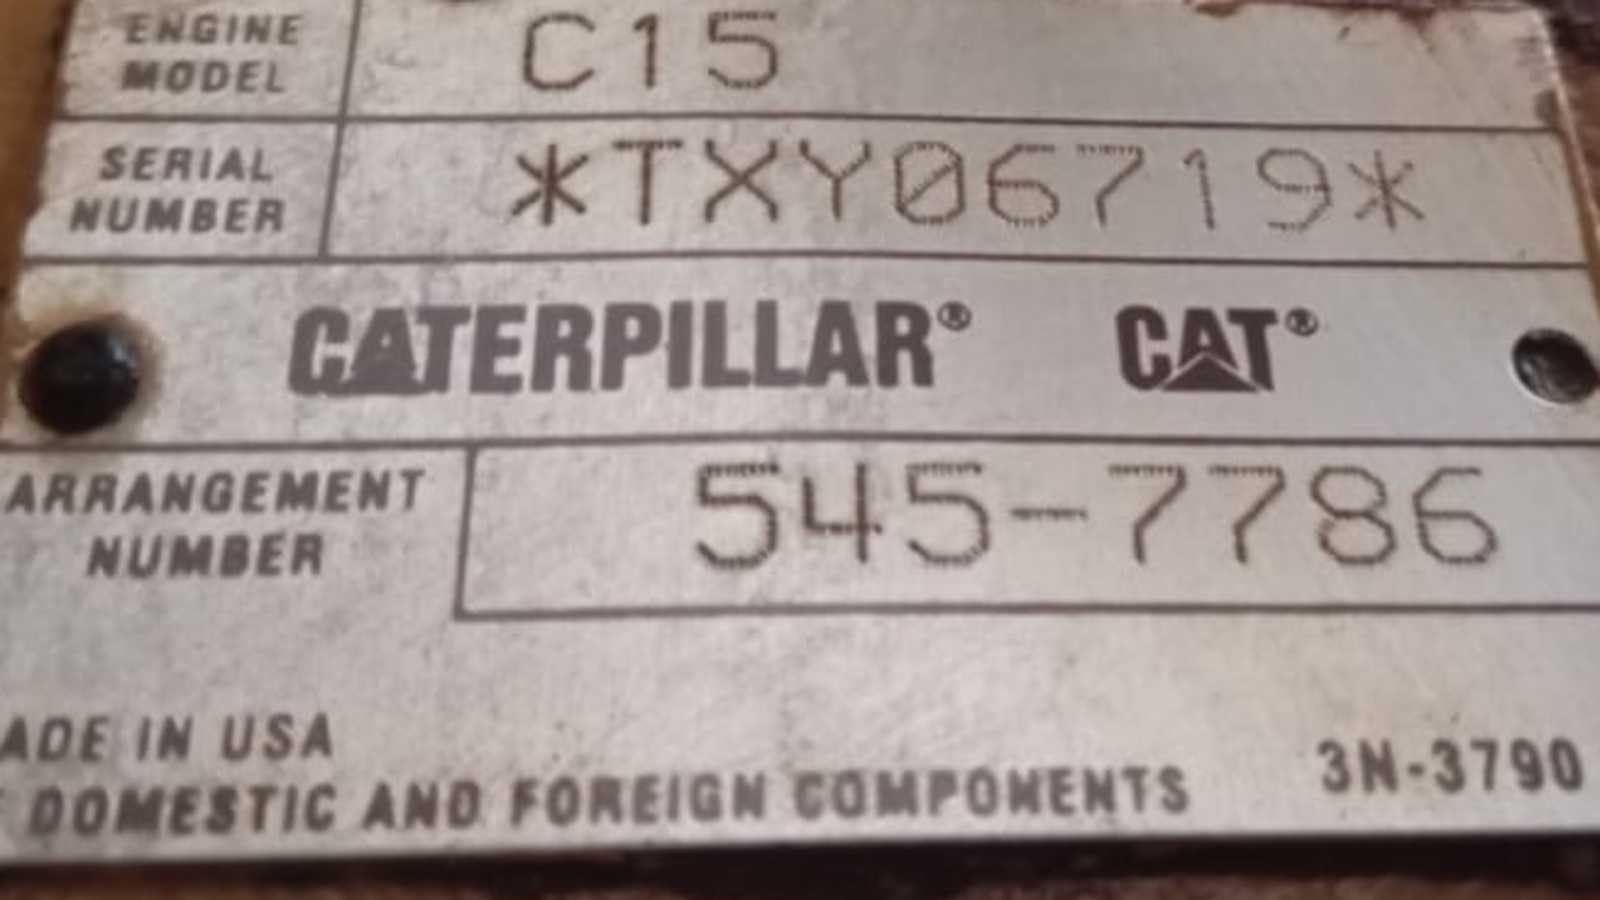 ENGINE MODEL C15
SERIAL NUMBER *TXY06719*
CATERPILLAR® CAT®
ARRANGEMENT NUMBER 545-7786
ADE IN USA
DOMESTIC AND FOREIGN COMPONENTS 3N-3790